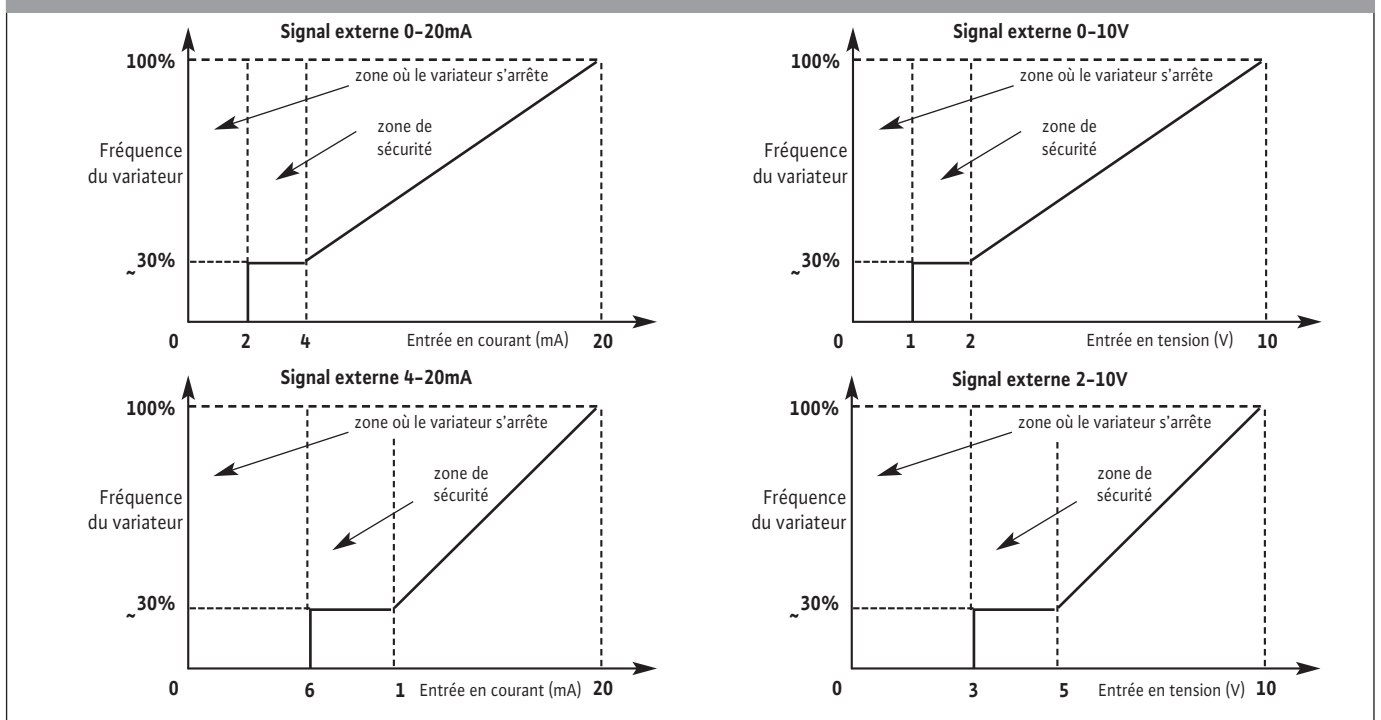 Signal externe 0–20mA
100%
zone où le variateur s'arrête
zone de
sécurité
Fréquence
du variateur
~30%
0
2
4
Entrée en courant (mA)
20
Signal externe 0–10V
100%
zone où le variateur s'arrête
zone de
sécurité
Fréquence
du variateur
~30%
0
1
2
Entrée en tension (V)
10
Signal externe 4–20mA
100%
zone où le variateur s'arrête
zone de
sécurité
Fréquence
du variateur
~30%
0
6
1
Entrée en courant (mA)
20
Signal externe 2–10V
100%
zone où le variateur s'arrête
zone de
sécurité
Fréquence
du variateur
~30%
0
3
5
Entrée en tension (V)
10